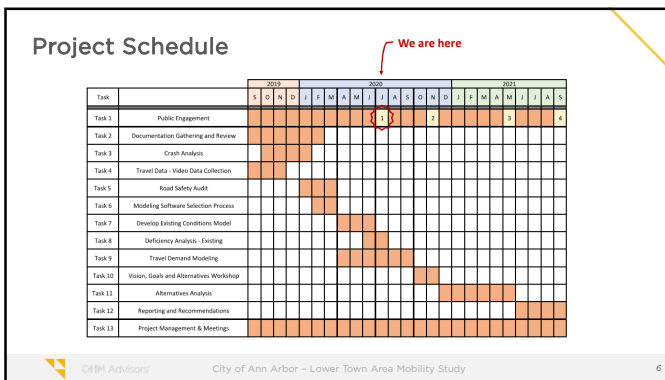 Project Schedule
We are here
2019 2020 2021
Task S O N D J F M A M J J A S O N D J F M A M J J A S
Task 1 Public Engagement 1 2 3 4
Task 2 Documentation Gathering and Review
Task 3 Crash Analysis
Task 4 Travel Data - Video Data Collection
Task 5 Road Safety Audit
Task 6 Modeling Software Selection Process
Task 7 Develop Existing Conditions Model
Task 8 Deficiency Analysis - Existing
Task 9 Travel Demand Modeling
Task 10 Vision, Goals and Alternatives Workshop
Task 11 Alternatives Analysis
Task 12 Reporting and Recommendations
Task 13 Project Management & Meetings
OHM Advisors® City of Ann Arbor – Lower Town Area Mobility Study 6